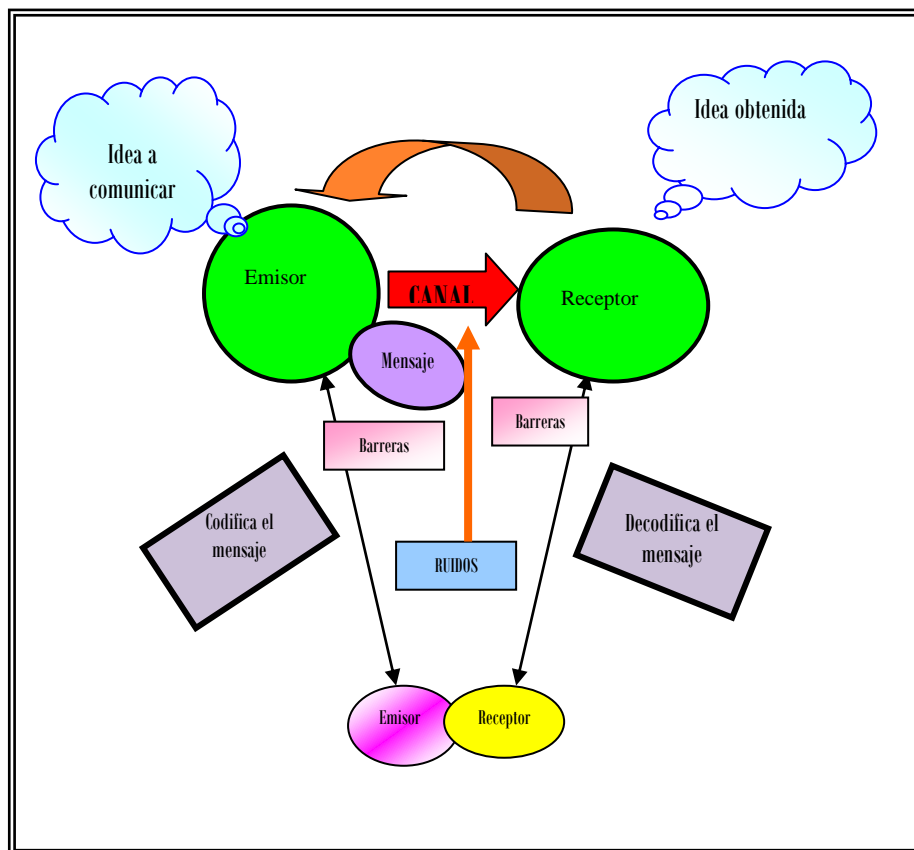 Idea a
comunicar
Idea obtenida
Emisor
CANAL
Receptor
Mensaje
Barreras
Barreras
Codifica el
mensaje
RUIDOS
Decodifica el
mensaje
Emisor
Receptor